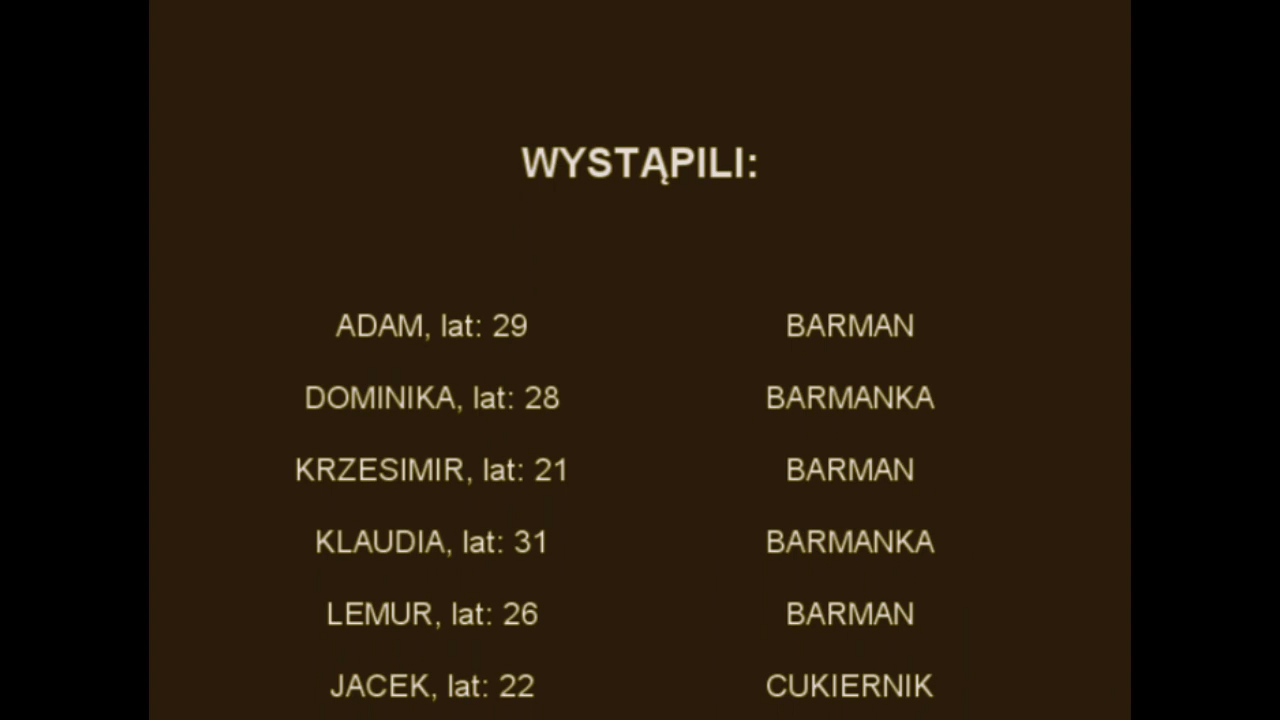 WYSTĄPILI:
ADAM, lat: 29 BARMAN
DOMINIKA, lat: 28 BARMANKA
KRZESIMIR, lat: 21 BARMAN
KLAUDIA, lat: 31 BARMANKA
LEMUR, lat: 26 BARMAN
JACEK, lat: 22 CUKIERNIK